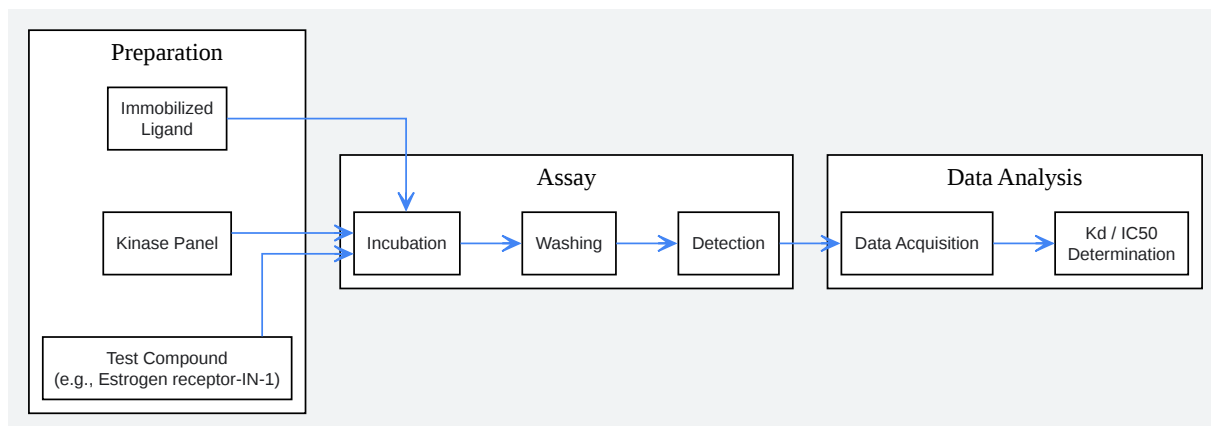 Preparation
Immobilized
Ligand
Kinase Panel
Test Compound
(e.g., Estrogen receptor-IN-1)
Assay
Incubation
Washing
Detection
Data Analysis
Data Acquisition
Kd / IC50
Determination